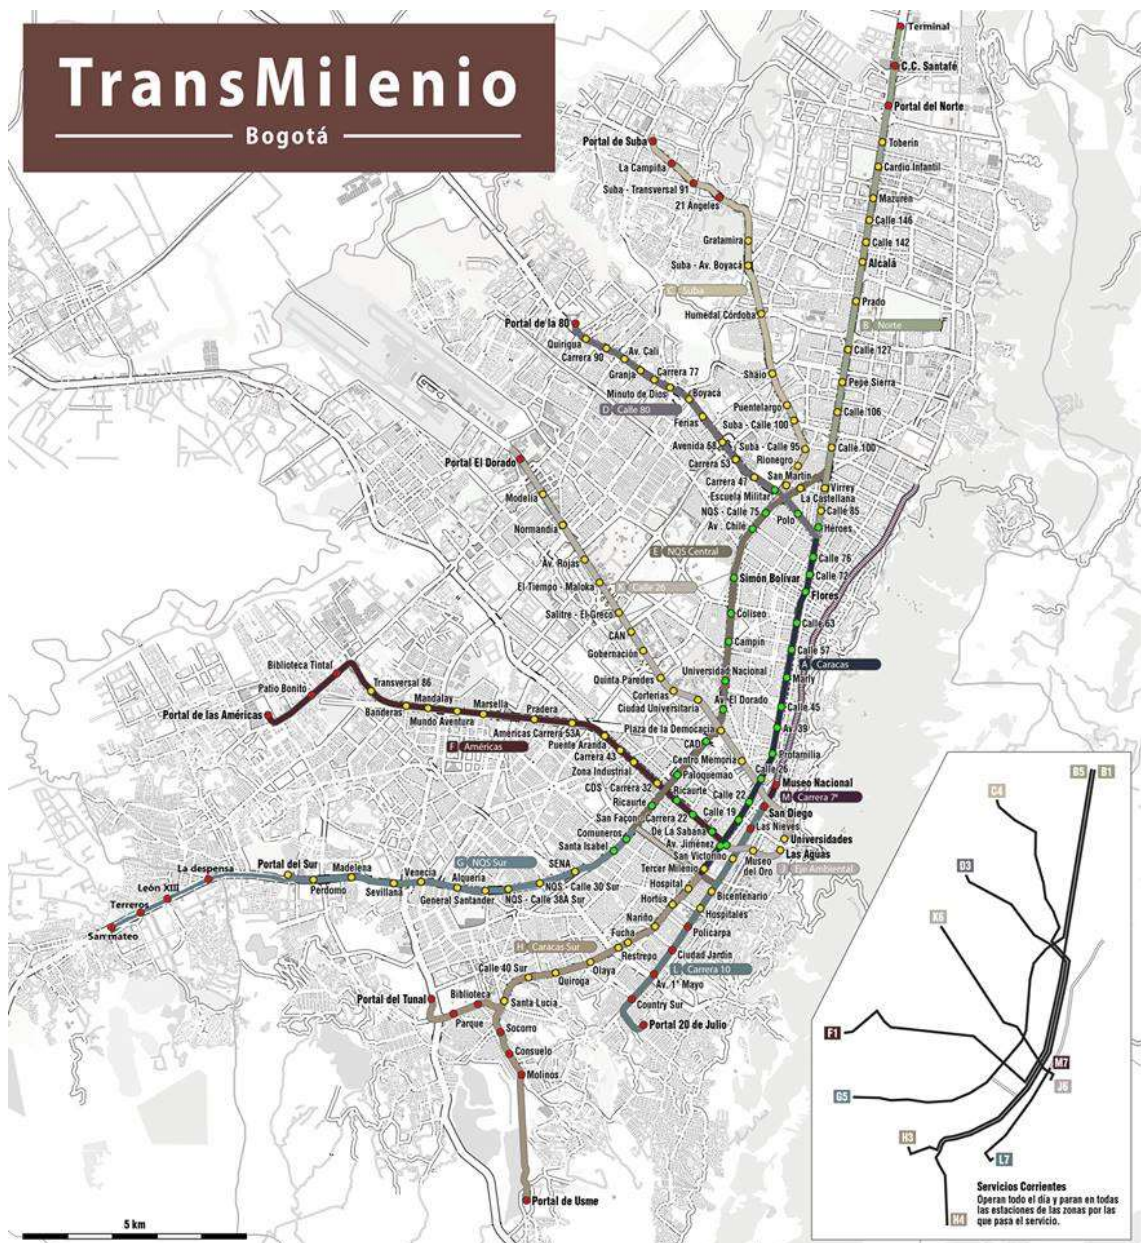 TransMilenio
Bogotá
Terminal
C.C. Santafé
Portal del Norte
Toberín
Cardio Infantil
Mazurén
Calle 146
Calle 142
Alcalá
Prado
B Norte
Calle 127
Pepe Sierra
Calle 106
Calle 100
Virrey
Calle 85
Héroes
Portal de Suba
La Campiña
Suba - Transversal 91
21 Angeles
Gratamira
Suba - Av. Boyacá
C Suba
Humedal Córdoba
Shaio
Puentelargo
Suba - Calle 100
Suba - Calle 95
Rionegro
San Martín
La Castellana
Portal de la 80
Quirigua
Carrera 90
Av. Cali
Granja
Carrera 77
Minuto de Dios
Boyacá
D Calle 80
Ferias
Avenida 68
Carrera 53
Carrera 47
Escuela Militar
Polo
NQS - Calle 75
Av. Chile
E NQS Central
Simón Bolívar
Coliseo
Campín
Universidad Nacional
Av. El Dorado
CAD
Paloquemao
Ricaurte
Portal El Dorado
Modelia
Normandía
Av. Rojas
El Tiempo - Maloka
K Calle 26
Salitre - El Greco
CAN
Gobernación
Quinta Paredes
Corferias
Ciudad Universitaria
Plaza de la Democacia
Centro Memoria
Calle 76
Calle 72
Flores
Calle 63
Calle 57
A Caracas
Marly
Calle 45
Av. 39
Profamilia
Calle 26
Calle 22
Calle 19
Av. Jiménez
Museo Nacional
M Carrera 7ª
San Diego
Las Nieves
Universidades
Las Aguas
Museo
del Oro
J Eje Ambiental
San Victorino
Biblioteca Tintal
Patio Bonito
Portal de las Américas
Transversal 86
Banderas
Mandalay
Mundo Aventura
Marsella
Pradera
Américas Carrera 53A
F Américas
Puente Aranda
Carrera 43
Zona Industrial
CDS - Carrera 32
Ricaurte
San Façon
Carrera 22
De La Sabana
Comuneros
Santa Isabel
G NQS Sur
SENA
NQS - Calle 30 Sur
NQS - Calle 38A Sur
General Santander
Alquería
Venecia
Sevillana
Madelena
Perdomo
Portal del Sur
La despensa
León XIII
Terreros
San mateo
Tercer Milenio
Hospital
Hortúa
Nariño
Fucha
Restrepo
H Caracas Sur
Olaya
Quiroga
Calle 40 Sur
Santa Lucía
Biblioteca
Parque
Portal del Tunal
Socorro
Consuelo
Molinos
Portal de Usme
Bicentenario
Hospitales
Policarpa
Ciudad Jardín
L Carrera 10
Av. 1º Mayo
Country Sur
Portal 20 de Julio
B5
B1
C4
D3
K6
F1
M7
J6
G5
H3
L7
H4
Servicios Corrientes
Operan todo el día y paran en todas
las estaciones de las zonas por las
que pasa el servicio.
5 km